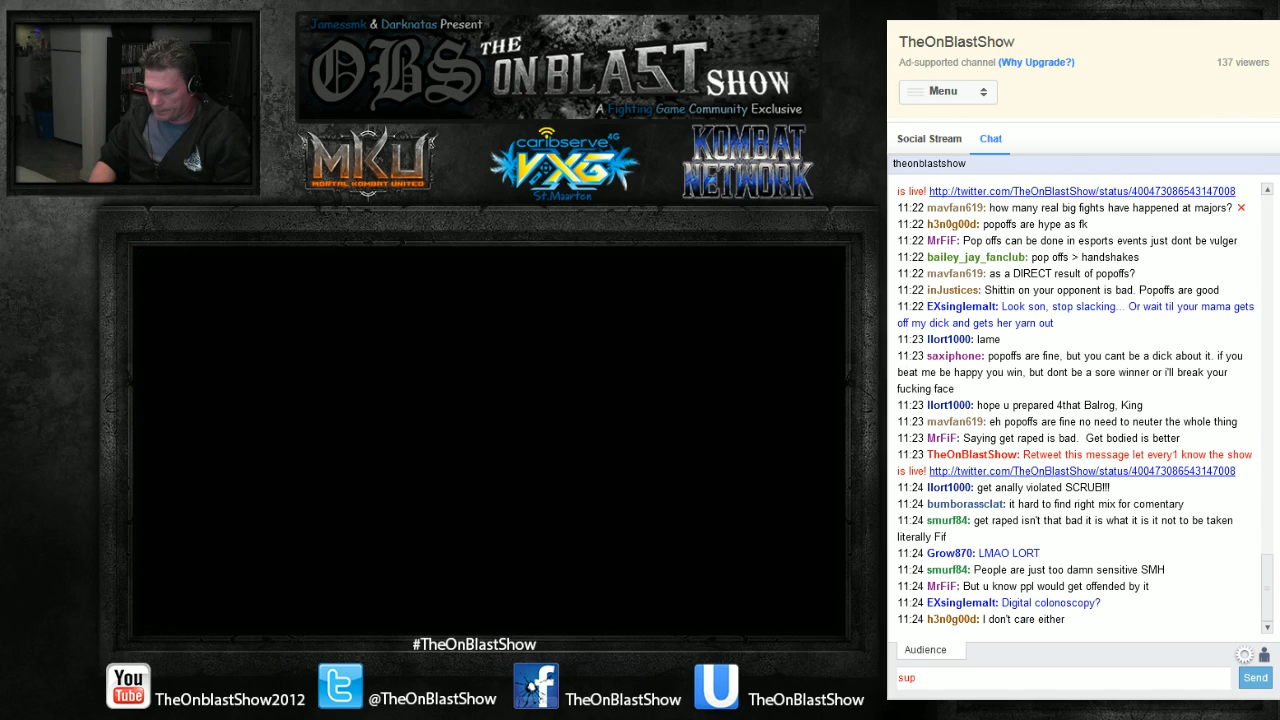 Jamessmk & Darknatas Present
OBS THE ON BLAST SHOW
A Fighting Game Community Exclusive
MKU
MORTAL KOMBAT UNITED
caribserve 4G
VXG
St.Maarten
KOMBAT
NETWORK
TheOnBlastShow
Ad-supported channel (Why Upgrade?)
137 viewers
Menu
Social Stream
Chat
theonblastshow
is live! http://twitter.com/TheOnBlastShow/status/400473086543147008
11:22 mavfan619: how many real big fights have happened at majors?
11:22 h3n0g00d: popoffs are hype as fk
11:22 MrFiF: Pop offs can be done in esports events just dont be vulger
11:22 bailey_jay_fanclub: pop offs > handshakes
11:22 mavfan619: as a DIRECT result of popoffs?
11:22 inJustices: Shittin on your opponent is bad. Popoffs are good
11:22 EXsinglemalt: Look son, stop slacking... Or wait til your mama gets
off my dick and gets her yarn out
11:23 llort1000: lame
11:23 saxiphone: popoffs are fine, but you cant be a dick about it. if you
beat me be happy you win, but dont be a sore winner or i'll break your
fucking face
11:23 llort1000: hope u prepared 4that Balrog, King
11:23 mavfan619: eh popoffs are fine no need to neuter the whole thing
11:23 MrFiF: Saying get raped is bad.  Get bodied is better
11:23 TheOnBlastShow: Retweet this message let every1 know the show
is live! http://twitter.com/TheOnBlastShow/status/400473086543147008
11:24 llort1000: get anally violated SCRUB!!!
11:24 bumborassclat: it hard to find right mix for comentary
11:24 smurf84: get raped isn't that bad it is what it is it not to be taken
literally Fif
11:24 Grow870: LMAO LORT
11:24 smurf84: People are just too damn sensitive SMH
11:24 MrFiF: But u know ppl would get offended by it
11:24 EXsinglemalt: Digital colonoscopy?
11:24 h3n0g00d: I don't care either
Audience
sup
Send
#TheOnBlastShow
You
Tube
TheOnblastShow2012
t
@TheOnBlastShow
f
TheOnBlastShow
U
TheOnBlastShow